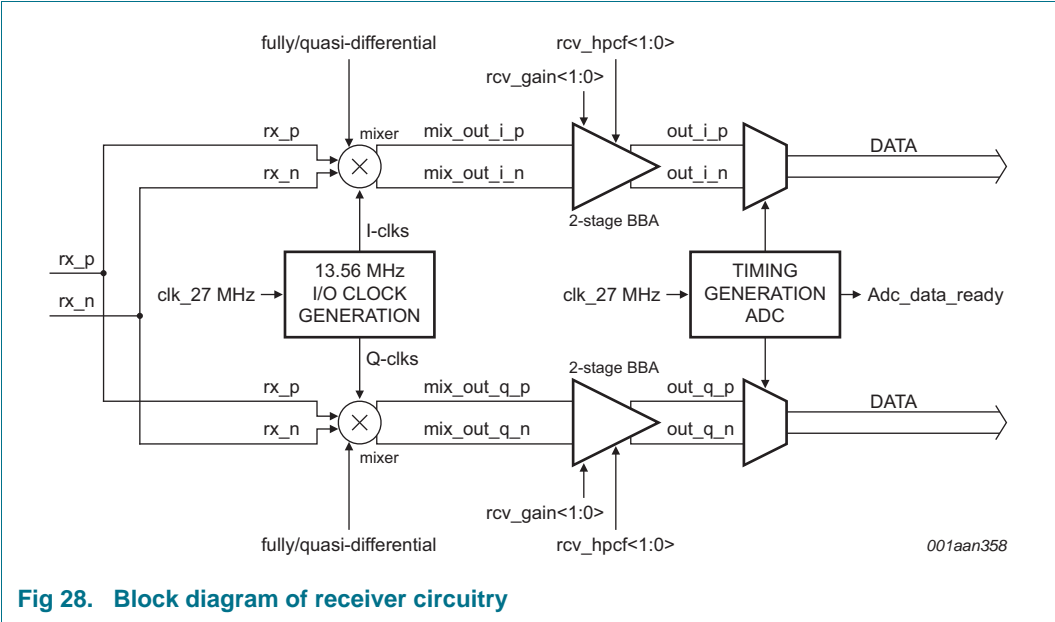 fully/quasi-differential
rcv_hpcf<1:0>
rcv_gain<1:0>
rx_p
mixer
mix_out_i_p
out_i_p
DATA
rx_n
mix_out_i_n
out_i_n
2-stage BBA
I-clks
rx_p
rx_n
clk_27 MHz
13.56 MHz
I/O CLOCK
GENERATION
clk_27 MHz
TIMING
GENERATION
ADC
Adc_data_ready
Q-clks
2-stage BBA
rx_p
mix_out_q_p
out_q_p
DATA
rx_n
mix_out_q_n
out_q_n
mixer
rcv_gain<1:0>
fully/quasi-differential
rcv_hpcf<1:0>
001aan358
Fig 28. Block diagram of receiver circuitry